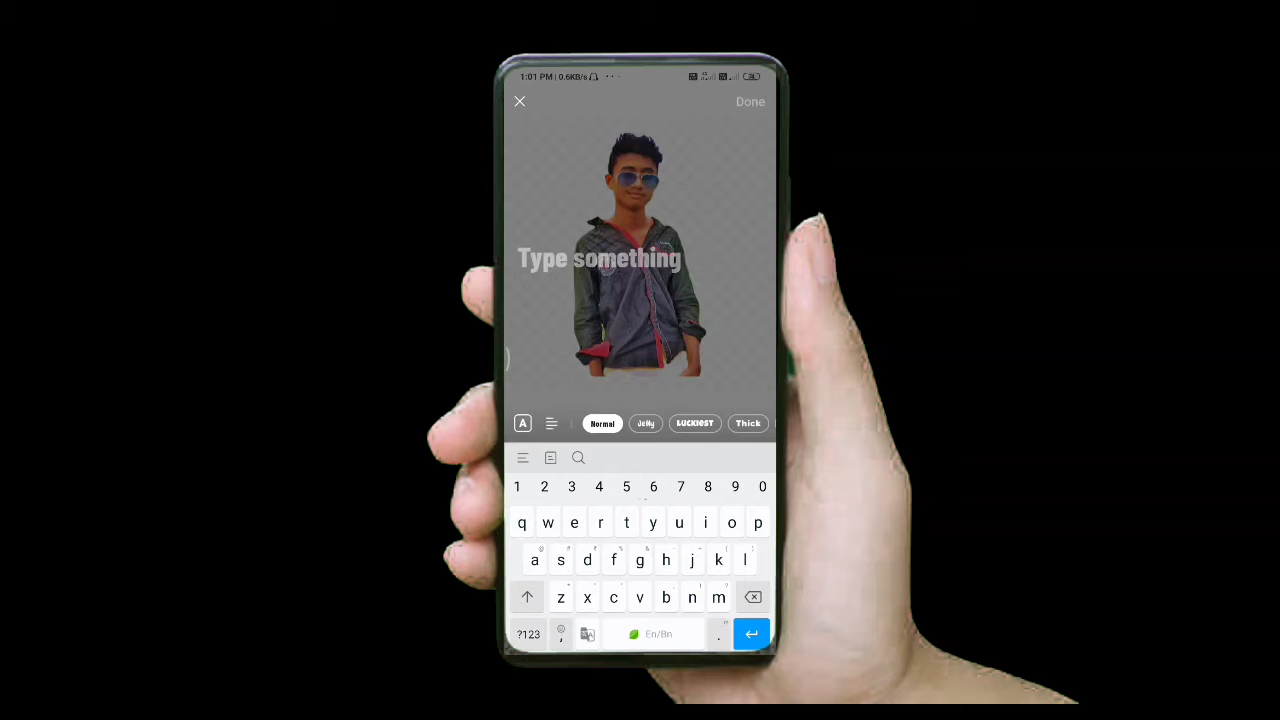 1:01 PM | 0.6KB/s
Done
Type something
A
Normal Jelly LUCKIEST Thick
1 2 3 4 5 6 7 8 9 0
q w e r t y u i o p
a s d f g h j k l
z x c v b n m
?123 , En/Bn .